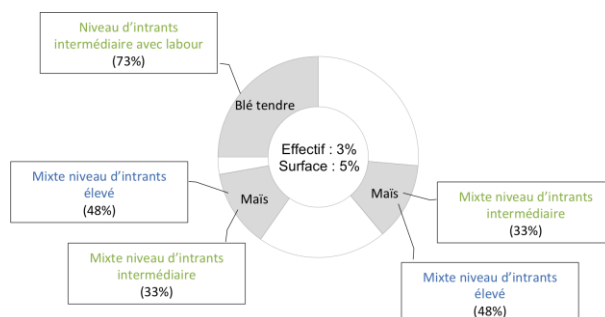 Niveau d’intrants
intermédiaire avec labour
(73%)
Blé tendre
Effectif : 3%
Surface : 5%
Mixte niveau d’intrants
élevé
(48%)
Maïs
Maïs
Mixte niveau d’intrants
intermédiaire
(33%)
Mixte niveau d’intrants
intermédiaire
(33%)
Mixte niveau d’intrants
élevé
(48%)